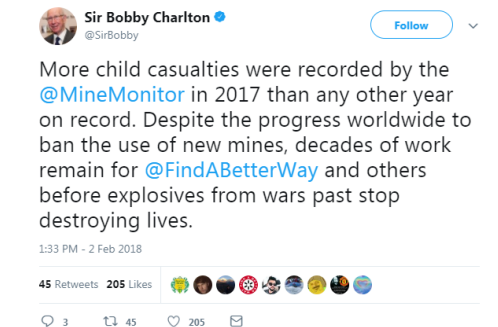 Sir Bobby Charlton
@SirBobby
Follow
More child casualties were recorded by the
@MineMonitor in 2017 than any other year
on record. Despite the progress worldwide to
ban the use of new mines, decades of work
remain for @FindABetterWay and others
before explosives from wars past stop
destroying lives.
1:33 PM - 2 Feb 2018
45 Retweets 205 Likes
3 45 205